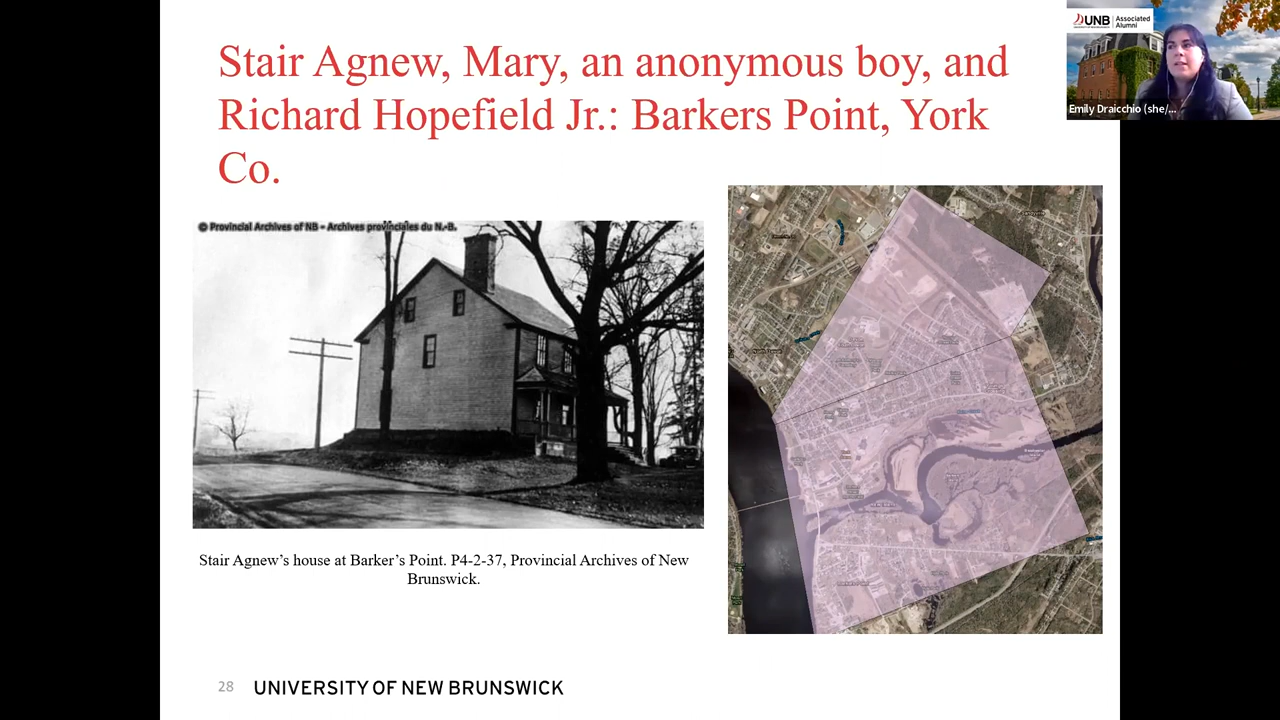 Stair Agnew, Mary, an anonymous boy, and
Richard Hopefield Jr.: Barkers Point, York
Co.
UNB
Associated
Alumni
Emily Draicchio (she/...
© Provincial Archives of NB - Archives provinciales du N.-B.
Stair Agnew's house at Barker's Point. P4-2-37, Provincial Archives of New
Brunswick.
28 UNIVERSITY OF NEW BRUNSWICK